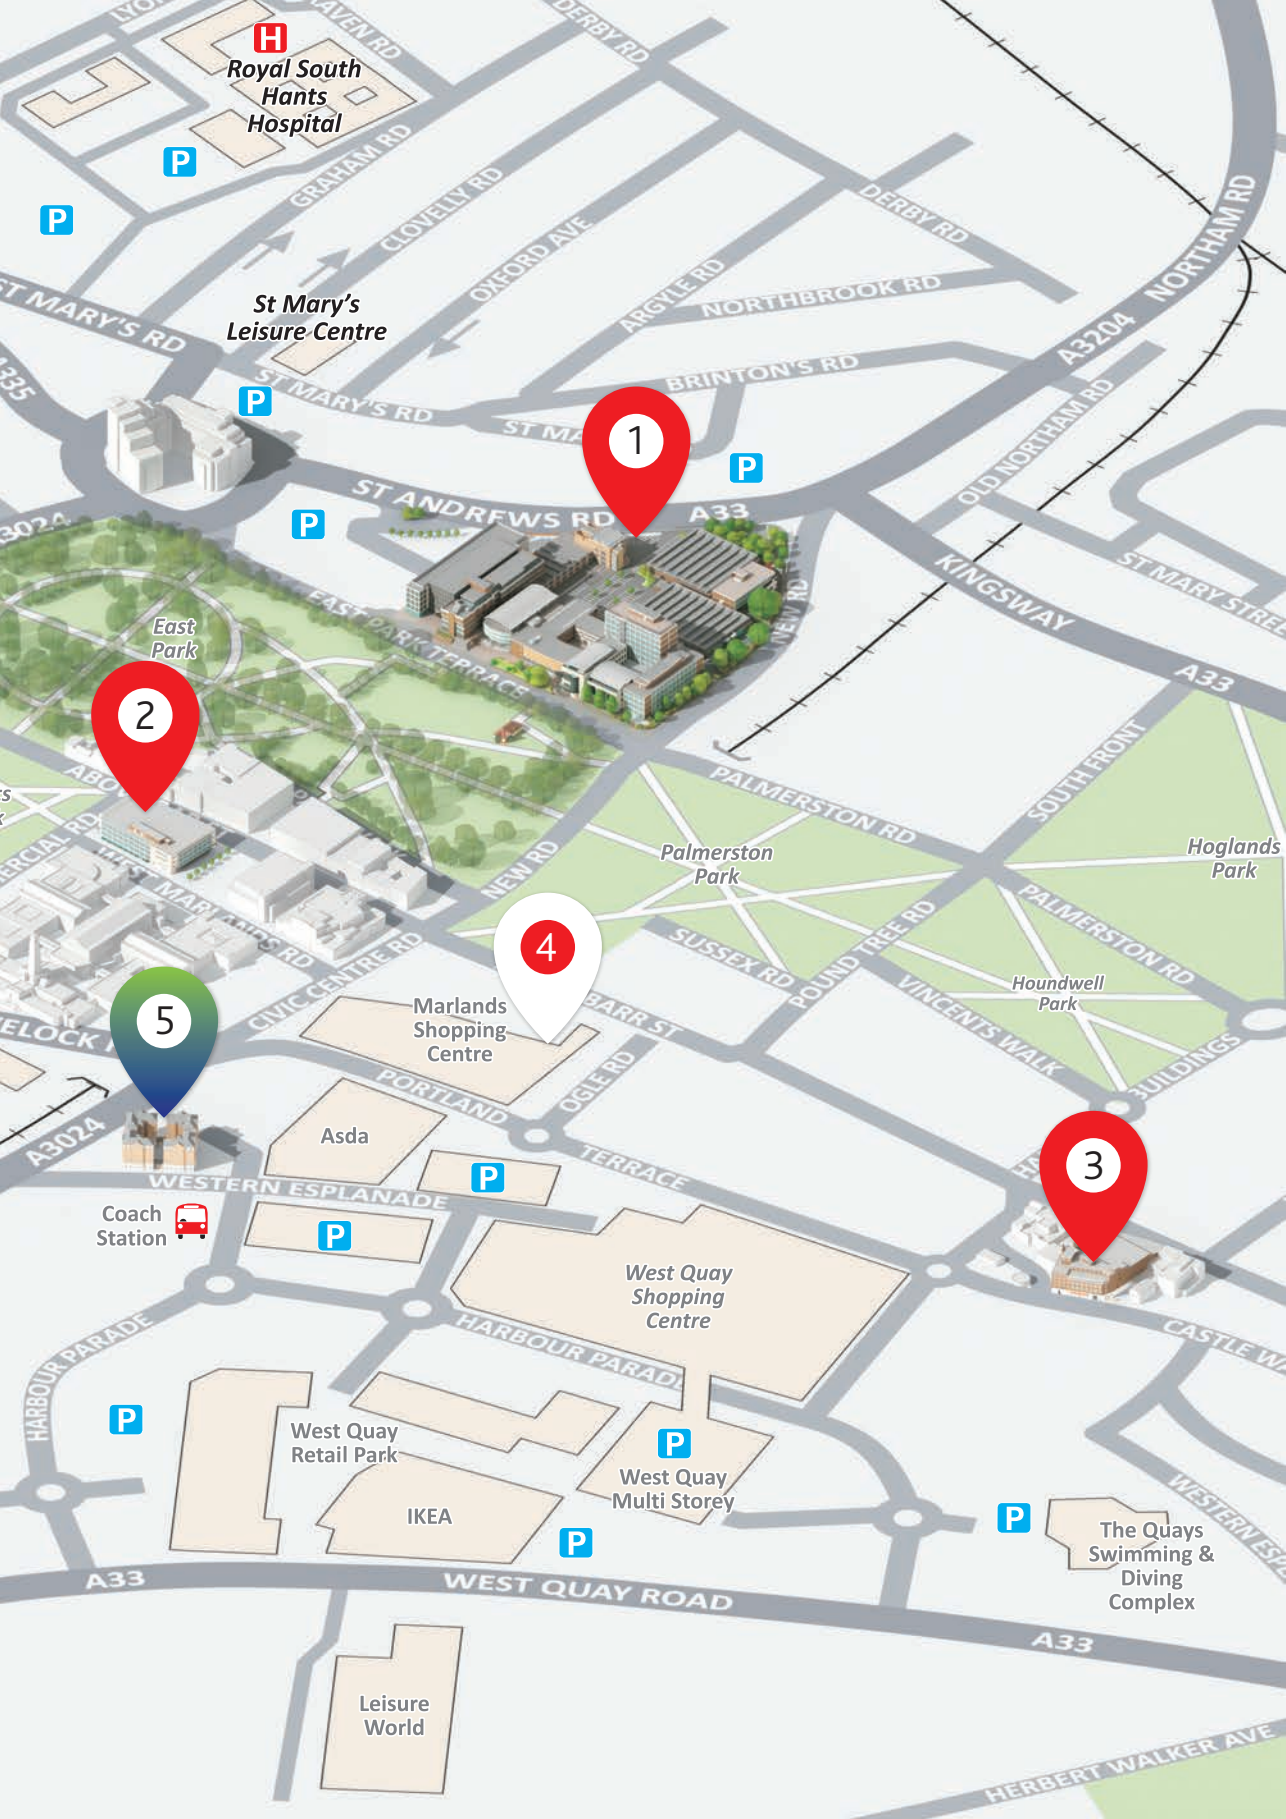 HAVEN RD
DERBY RD
H
Royal South
Hants
Hospital
P
GRAHAM RD
P
CLOVELLY RD
DERBY RD
NORTHAM RD
OXFORD AVE
ARGYLE RD
NORTHBROOK RD
ST MARY'S RD
St Mary's
Leisure Centre
A3204
A335
ST MARY'S RD
P
BRINTON'S RD
OLD NORTHAM RD
1
P
ST ANDREWS RD
A33
P
KINGSWAY
ST MARY STREET
EAST PARK TERRACE
NEW RD
East
Park
A33
2
SOUTH FRONT
PALMERSTON RD
Palmerston
Park
Hoglands
Park
NEW RD
MARLANDS RD
PALMERSTON RD
4
SUSSEX RD
POUND TREE RD
CIVIC CENTRE RD
VINCENTS WALK
Houndwell
Park
5
Marlands
Shopping
Centre
BUILDINGS
PORTLAND
OGLE RD
A3024
Asda
TERRACE
3
P
WESTERN ESPLANADE
Coach
Station
P
West Quay
Shopping
Centre
HARBOUR PARADE
HARBOUR PARADE
P
West Quay
Retail Park
P
West Quay
Multi Storey
IKEA
P
P
The Quays
Swimming &
Diving
Complex
A33
WEST QUAY ROAD
A33
Leisure
World
HERBERT WALKER AVE